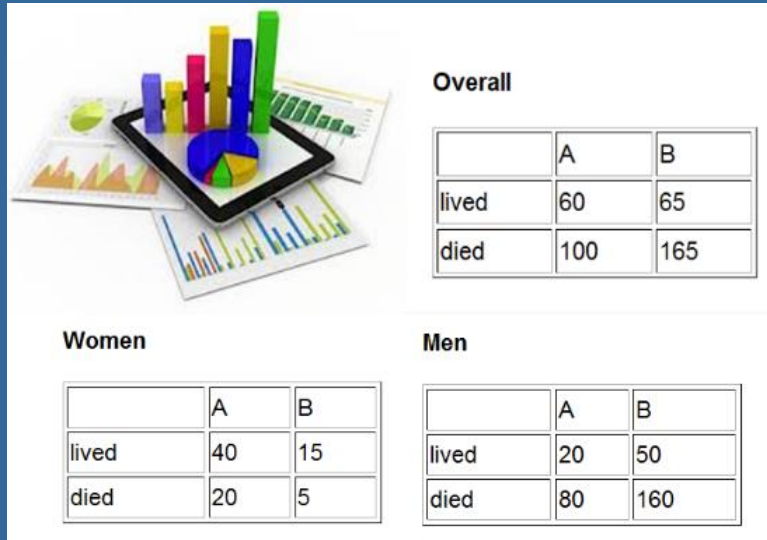 Overall
A B
lived 60 65
died 100 165
Women
A B
lived 40 15
died 20 5
Men
A B
lived 20 50
died 80 160